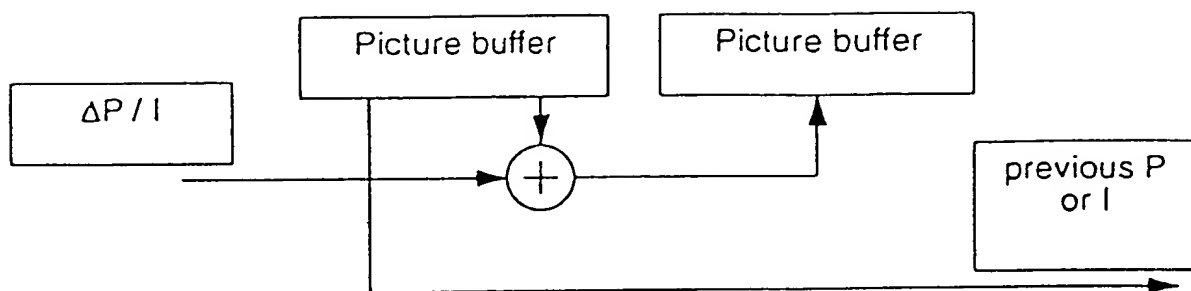 Picture buffer
Picture buffer
ΔP / I
+
previous P
or I